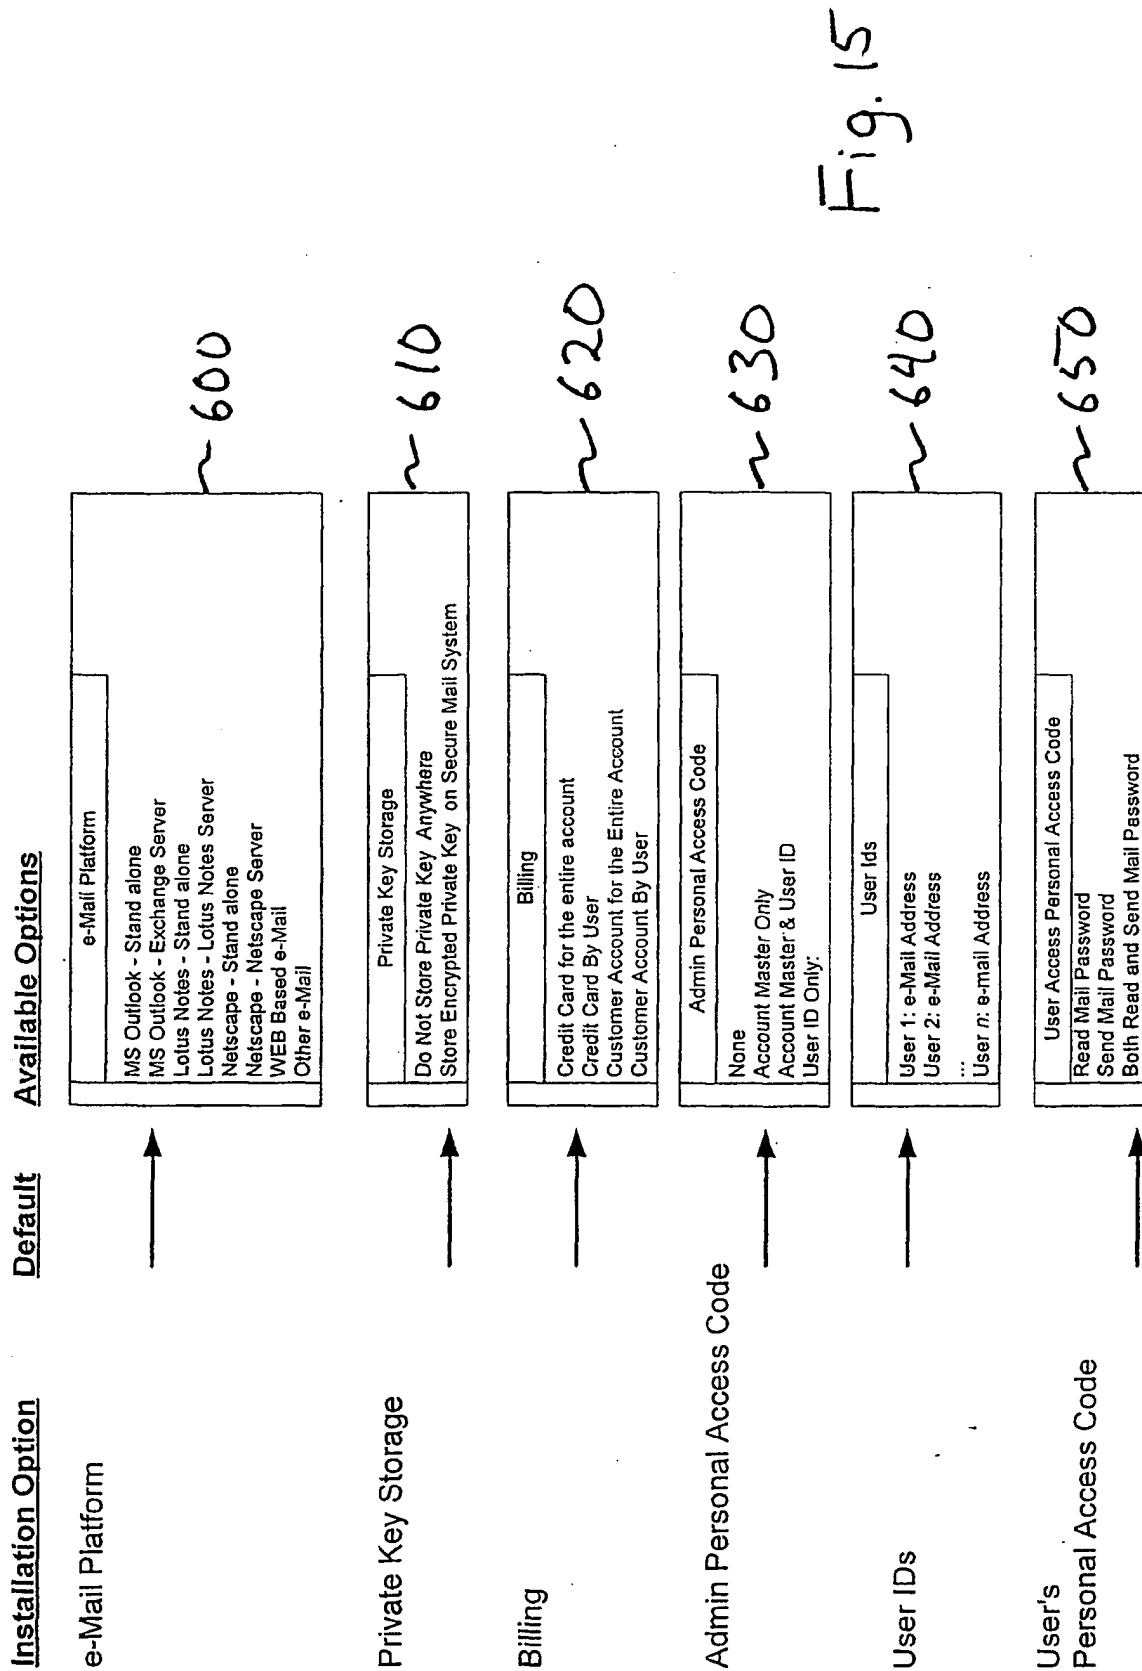 Installation Option Default Available Options
e-Mail Platform
e-Mail Platform
MS Outlook - Stand alone
MS Outlook - Exchange Server
Lotus Notes - Stand alone
Lotus Notes - Lotus Notes Server
Netscape - Stand alone
Netscape - Netscape Server
WEB Based e-Mail
Other e-Mail
~ 600
Private Key Storage
Private Key Storage
Do Not Store Private Key Anywhere
Store Encrypted Private Key on Secure Mail System
~ 610
Billing
Billing
Credit Card for the entire account
Credit Card By User
Customer Account for the Entire Account
Customer Account By User
~ 620
Admin Personal Access Code
Admin Personal Access Code
None
Account Master Only
Account Master & User ID
User ID Only:
~ 630
User IDs
User Ids
User 1: e-Mail Address
User 2: e-Mail Address
...
User n: e-mail Address
~ 640
User's
Personal Access Code
User Access Personal Access Code
Read Mail Password
Send Mail Password
Both Read and Send Mail Password
~ 650
Fig. 15